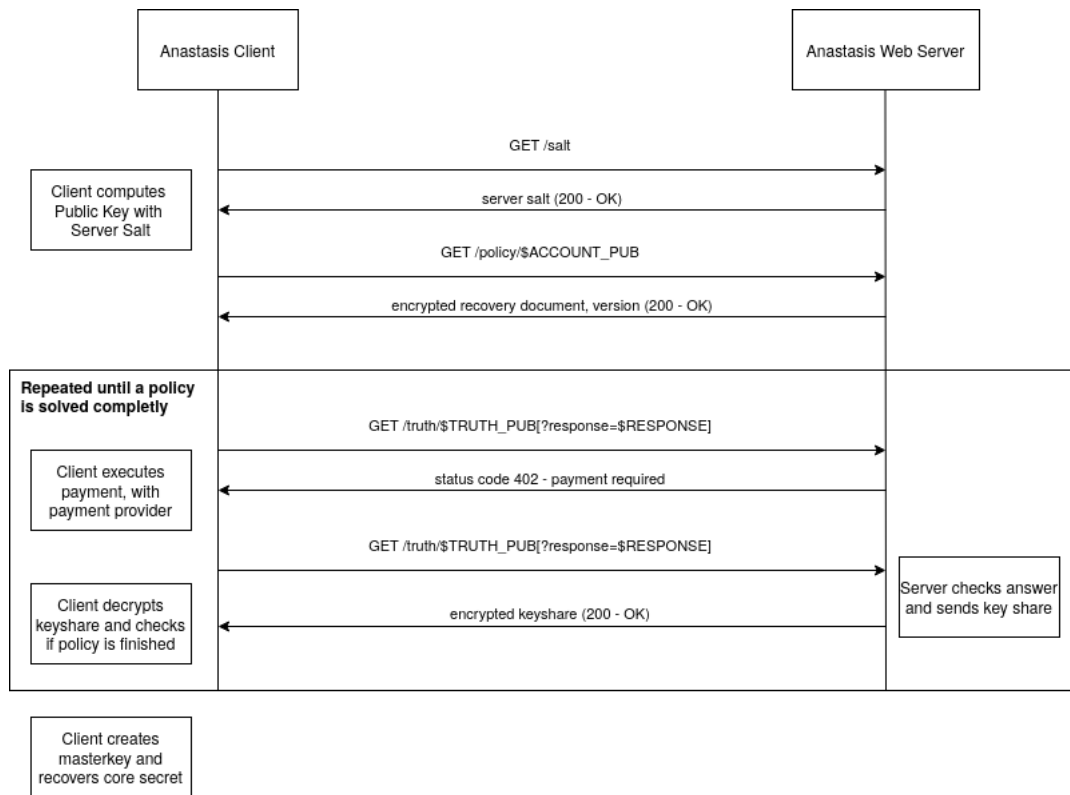 Anastasis Client
Anastasis Web Server
GET /salt
Client computes
Public Key with
Server Salt
server salt (200 - OK)
GET /policy/$ACCOUNT_PUB
encrypted recovery document, version (200 - OK)
Repeated until a policy
is solved completly
GET /truth/$TRUTH_PUB[?response=$RESPONSE]
Client executes
payment, with
payment provider
status code 402 - payment required
GET /truth/$TRUTH_PUB[?response=$RESPONSE]
Server checks answer
and sends key share
Client decrypts
keyshare and checks
if policy is finished
encrypted keyshare (200 - OK)
Client creates
masterkey and
recovers core secret